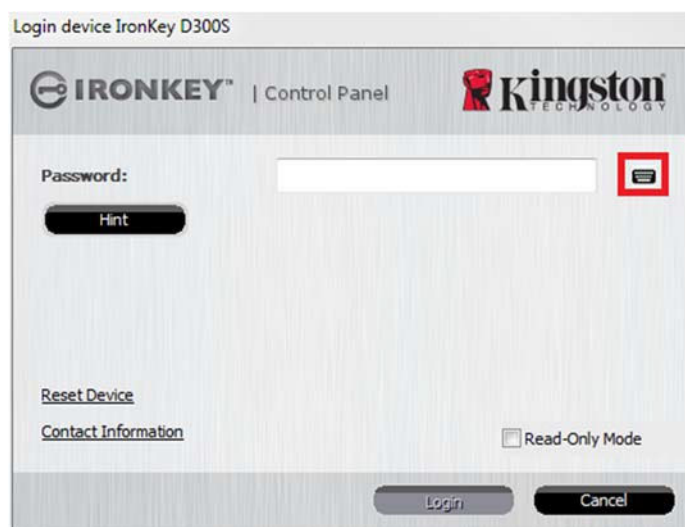 Login device IronKey D300S
IRONKEY™ | Control Panel
Kingston
TECHNOLOGY
Password:
Hint
Reset Device
Contact Information
Read-Only Mode
Login
Cancel